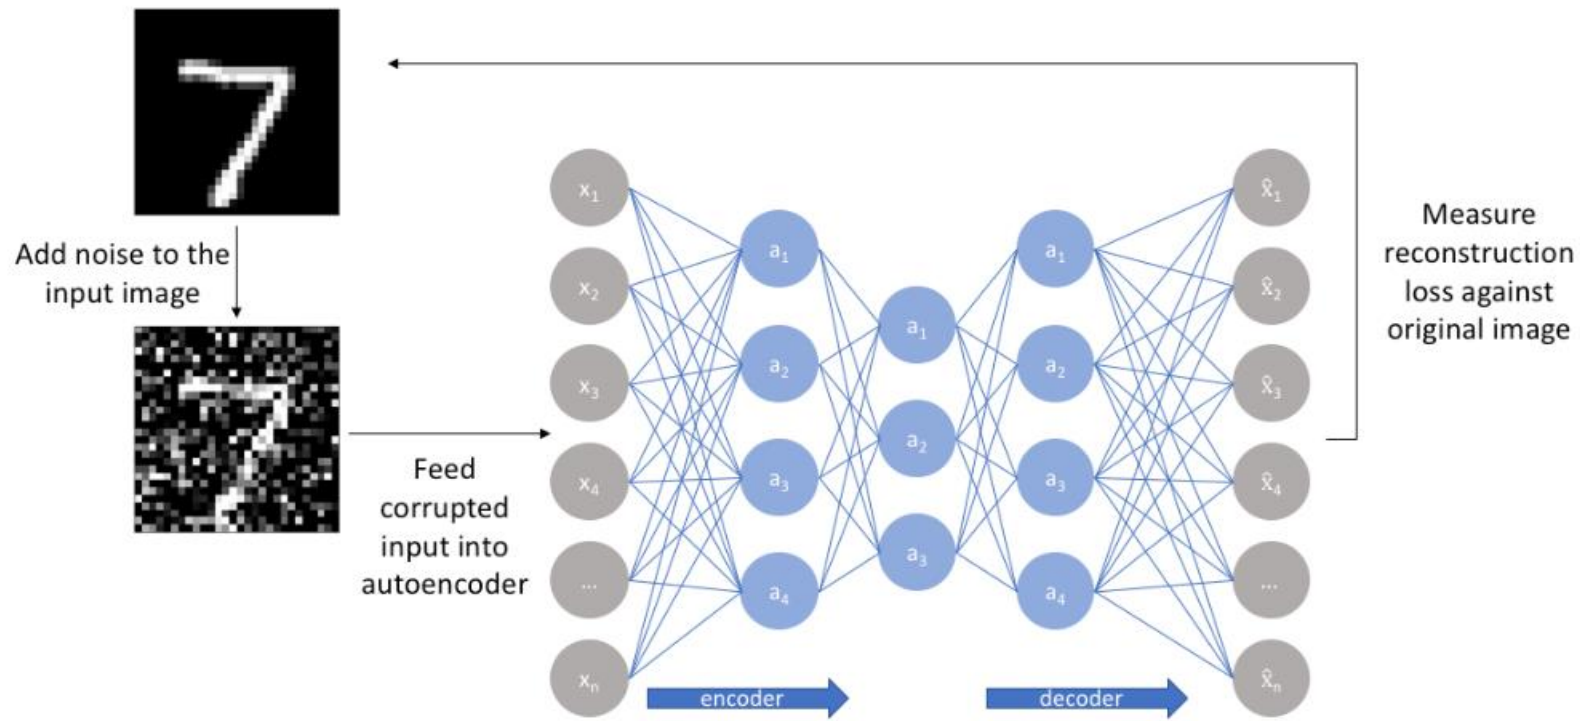 Add noise to the
input image
Feed
corrupted
input into
autoencoder
x₁
x₂
x₃
x₄
...
xₙ
a₁
a₂
a₃
a₄
a₁
a₂
a₃
a₁
a₂
a₃
a₄
x̂₁
x̂₂
x̂₃
x̂₄
...
x̂ₙ
encoder
decoder
Measure
reconstruction
loss against
original image
7
7